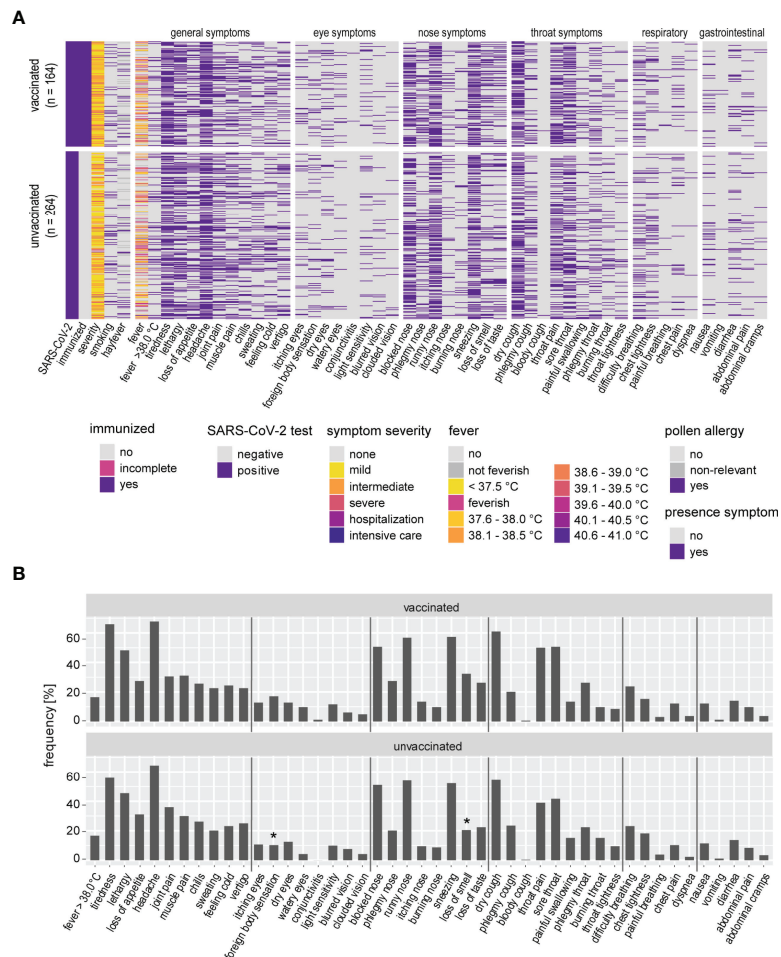 A
general symptoms
eye symptoms
nose symptoms
throat symptoms
respiratory
gastrointestinal
vaccinated
(n = 164)
unvaccinated
(n = 264)
SARS-CoV-2
immunized
severity
smoking
hayfever
fever
fever >38.0 °C
tiredness
lethargy
loss of appetite
headache
joint pain
muscle pain
chills
sweating
feeling cold
vertigo
itching eyes
foreign body sensation
dry eyes
watery eyes
conjunctivitis
light sensitivity
blurred vision
clouded vision
blocked nose
phlegmy nose
runny nose
itching nose
burning nose
sneezing
loss of smell
loss of taste
dry cough
phlegmy cough
bloody cough
throat pain
sore throat
painful swallowing
phlegmy throat
burning throat
throat tightness
difficulty breathing
chest tightness
painful breathing
chest pain
dyspnea
nausea
vomiting
diarrhea
abdominal pain
abdominal cramps
immunized
no
incomplete
yes
SARS-CoV-2 test
negative
positive
symptom severity
none
mild
intermediate
severe
hospitalization
intensive care
fever
no
not feverish
< 37.5 °C
feverish
37.6 - 38.0 °C
38.1 - 38.5 °C
38.6 - 39.0 °C
39.1 - 39.5 °C
39.6 - 40.0 °C
40.1 - 40.5 °C
40.6 - 41.0 °C
pollen allergy
no
non-relevant
yes
presence symptom
no
yes
B
vaccinated
60
40
20
0
frequency [%]
unvaccinated
60
40
20
0
*
*
fever > 38.0°C
tiredness
lethargy
loss of appetite
headache
joint pain
muscle pain
chills
sweating
feeling cold
vertigo
itching eyes
foreign body sensation
dry eyes
watery eyes
conjunctivitis
light sensitivity
blurred vision
clouded vision
blocked nose
phlegmy nose
runny nose
itching nose
burning nose
sneezing
loss of smell
loss of taste
dry cough
phlegmy cough
bloody cough
throat pain
sore throat
painful swallowing
phlegmy throat
burning throat
throat tightness
difficulty breathing
chest tightness
painful breathing
chest pain
dyspnea
nausea
vomiting
diarrhea
abdominal pain
abdominal cramps